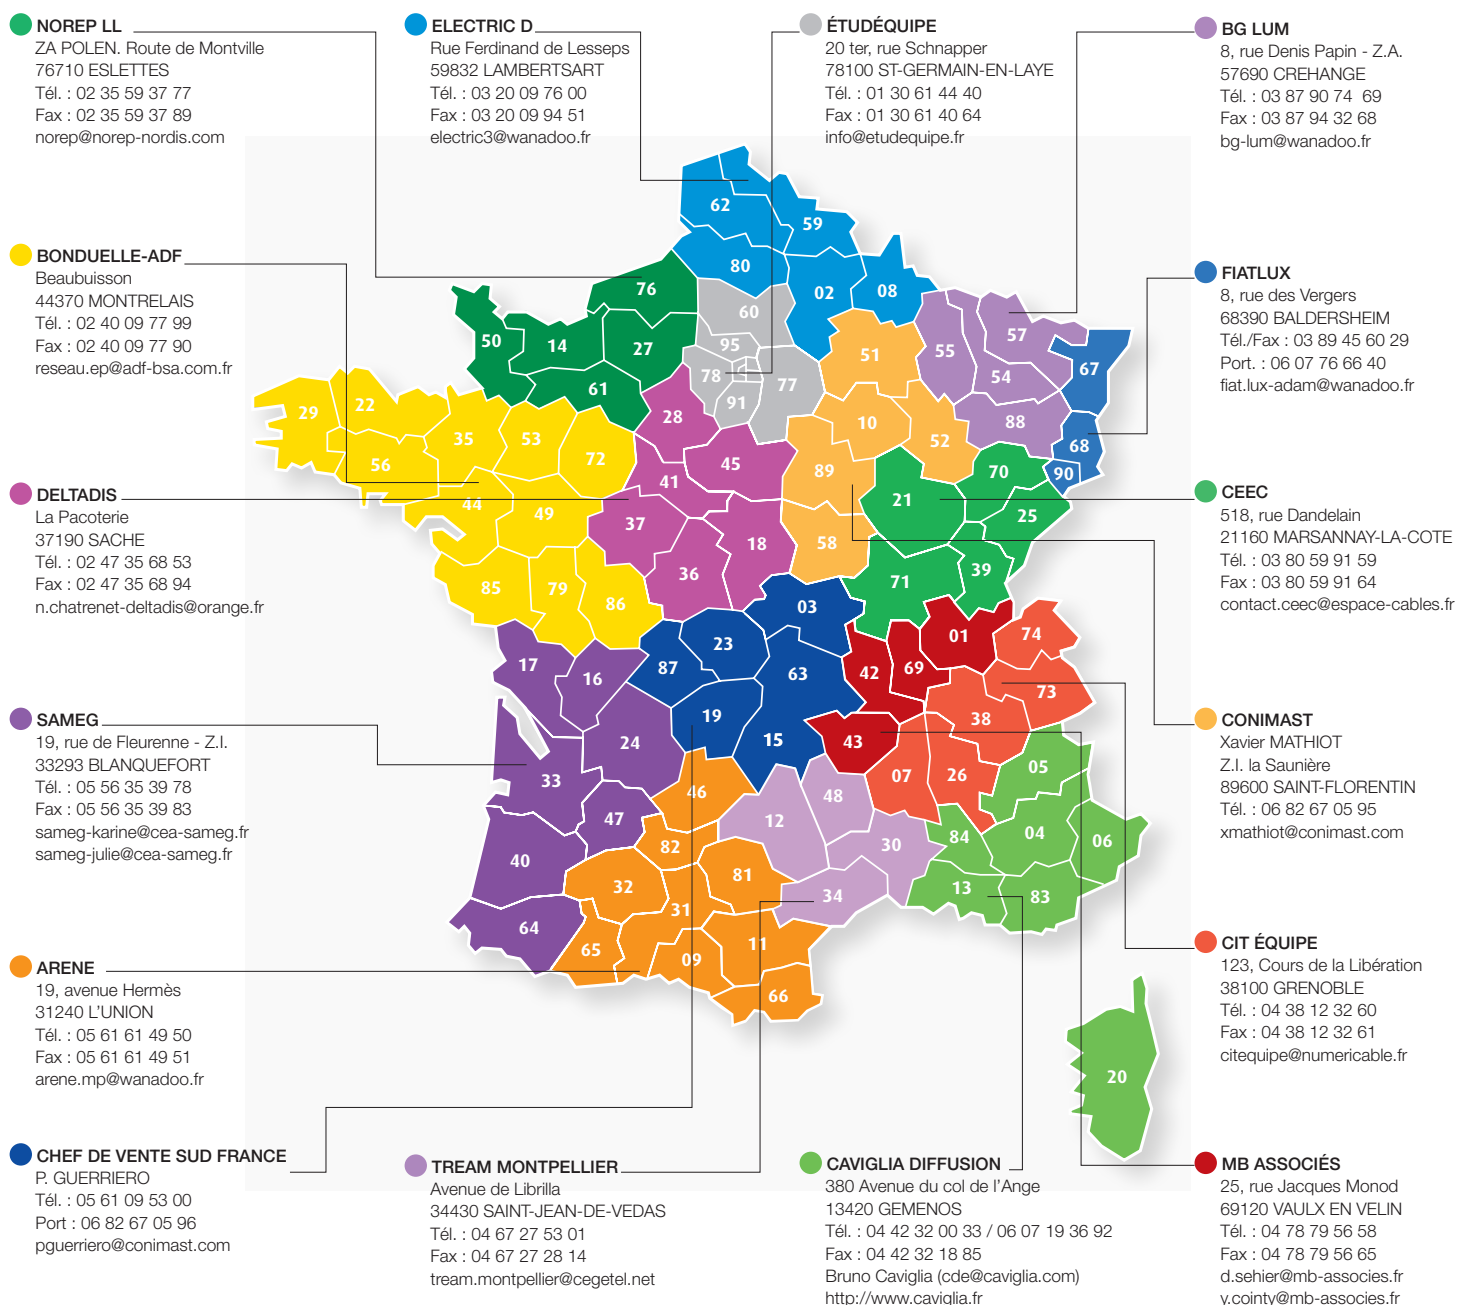 NOREP LL
ZA POLEN. Route de Montville
76710 ESLETTES
Tél. : 02 35 59 37 77
Fax : 02 35 59 37 89
norep@norep-nordis.com
ELECTRIC D
Rue Ferdinand de Lesseps
59832 LAMBERTSART
Tél. : 03 20 09 76 00
Fax : 03 20 09 94 51
electric3@wanadoo.fr
ÉTUDÉQUIPE
20 ter, rue Schnapper
78100 ST-GERMAIN-EN-LAYE
Tél. : 01 30 61 44 40
Fax : 01 30 61 40 64
info@etudequipe.fr
BG LUM
8, rue Denis Papin - Z.A.
57690 CREHANGE
Tél. : 03 87 90 74 69
Fax : 03 87 94 32 68
bg-lum@wanadoo.fr
BONDUELLE-ADF
Beaubuisson
44370 MONTRELAIS
Tél. : 02 40 09 77 99
Fax : 02 40 09 77 90
reseau.ep@adf-bsa.com.fr
FIATLUX
8, rue des Vergers
68390 BALDERSHEIM
Tél./Fax : 03 89 45 60 29
Port. : 06 07 76 66 40
fiat.lux-adam@wanadoo.fr
DELTADIS
La Pacoterie
37190 SACHE
Tél. : 02 47 35 68 53
Fax : 02 47 35 68 94
n.chatrenet-deltadis@orange.fr
CEEC
518, rue Dandelain
21160 MARSANNAY-LA-COTE
Tél. : 03 80 59 91 59
Fax : 03 80 59 91 64
contact.ceec@espace-cables.fr
SAMEG
19, rue de Fleurenne - Z.I.
33293 BLANQUEFORT
Tél. : 05 56 35 39 78
Fax : 05 56 35 39 83
sameg-karine@cea-sameg.fr
sameg-julie@cea-sameg.fr
CONIMAST
Xavier MATHIOT
Z.I. la Saunière
89600 SAINT-FLORENTIN
Tél. : 06 82 67 05 95
xmathiot@conimast.com
ARENE
19, avenue Hermès
31240 L'UNION
Tél. : 05 61 61 49 50
Fax : 05 61 61 49 51
arene.mp@wanadoo.fr
CIT ÉQUIPE
123, Cours de la Libération
38100 GRENOBLE
Tél. : 04 38 12 32 60
Fax : 04 38 12 32 61
citequipe@numericable.fr
CHEF DE VENTE SUD FRANCE
P. GUERRIERO
Tél. : 05 61 09 53 00
Port : 06 82 67 05 96
pguerriero@conimast.com
TREAM MONTPELLIER
Avenue de Librilla
34430 SAINT-JEAN-DE-VEDAS
Tél. : 04 67 27 53 01
Fax : 04 67 27 28 14
tream.montpellier@cegetel.net
CAVIGLIA DIFFUSION
380 Avenue du col de l'Ange
13420 GEMENOS
Tél. : 04 42 32 00 33 / 06 07 19 36 92
Fax : 04 42 32 18 85
Bruno Caviglia (cde@caviglia.com)
http://www.caviglia.fr
MB ASSOCIÉS
25, rue Jacques Monod
69120 VAULX EN VELIN
Tél. : 04 78 79 56 58
Fax : 04 78 79 56 65
d.sehier@mb-associes.fr
y.cointy@mb-associes.fr
62
59
80
02
08
76
60
50
14
27
95
51
55
57
67
78
77
54
61
91
29
22
28
10
88
35
53
52
68
56
72
45
89
70
90
41
21
44
49
37
25
18
58
36
39
85
79
86
71
03
01
74
23
17
87
69
16
63
42
73
19
38
24
15
43
33
07
26
05
46
48
47
12
04
06
82
84
30
40
81
32
13
34
83
31
64
65
09
11
66
20